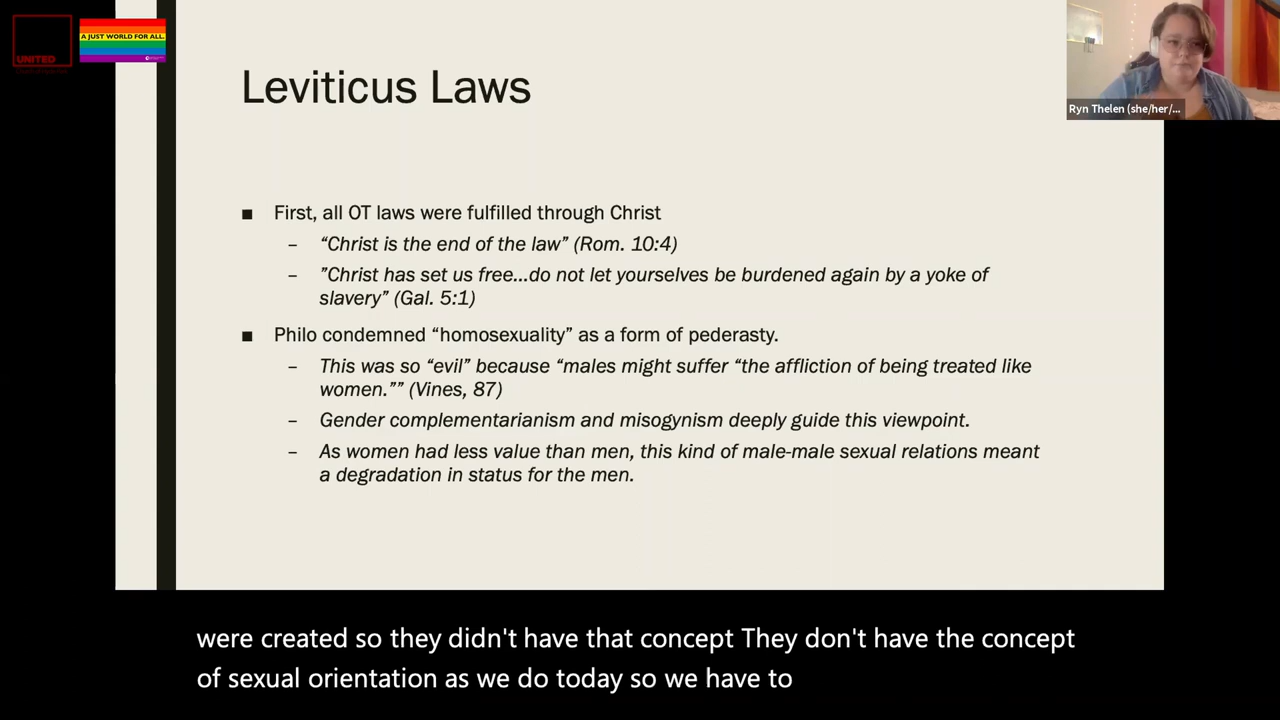 UNITED
A JUST WORLD FOR ALL.
Ryn Thelen (she/her/...
Leviticus Laws
■ First, all OT laws were fulfilled through Christ
– “Christ is the end of the law” (Rom. 10:4)
– ”Christ has set us free...do not let yourselves be burdened again by a yoke of
slavery” (Gal. 5:1)
■ Philo condemned “homosexuality” as a form of pederasty.
– This was so “evil” because “males might suffer “the affliction of being treated like
women.”” (Vines, 87)
– Gender complementarianism and misogynism deeply guide this viewpoint.
– As women had less value than men, this kind of male-male sexual relations meant
a degradation in status for the men.
were created so they didn't have that concept They don't have the concept
of sexual orientation as we do today so we have to